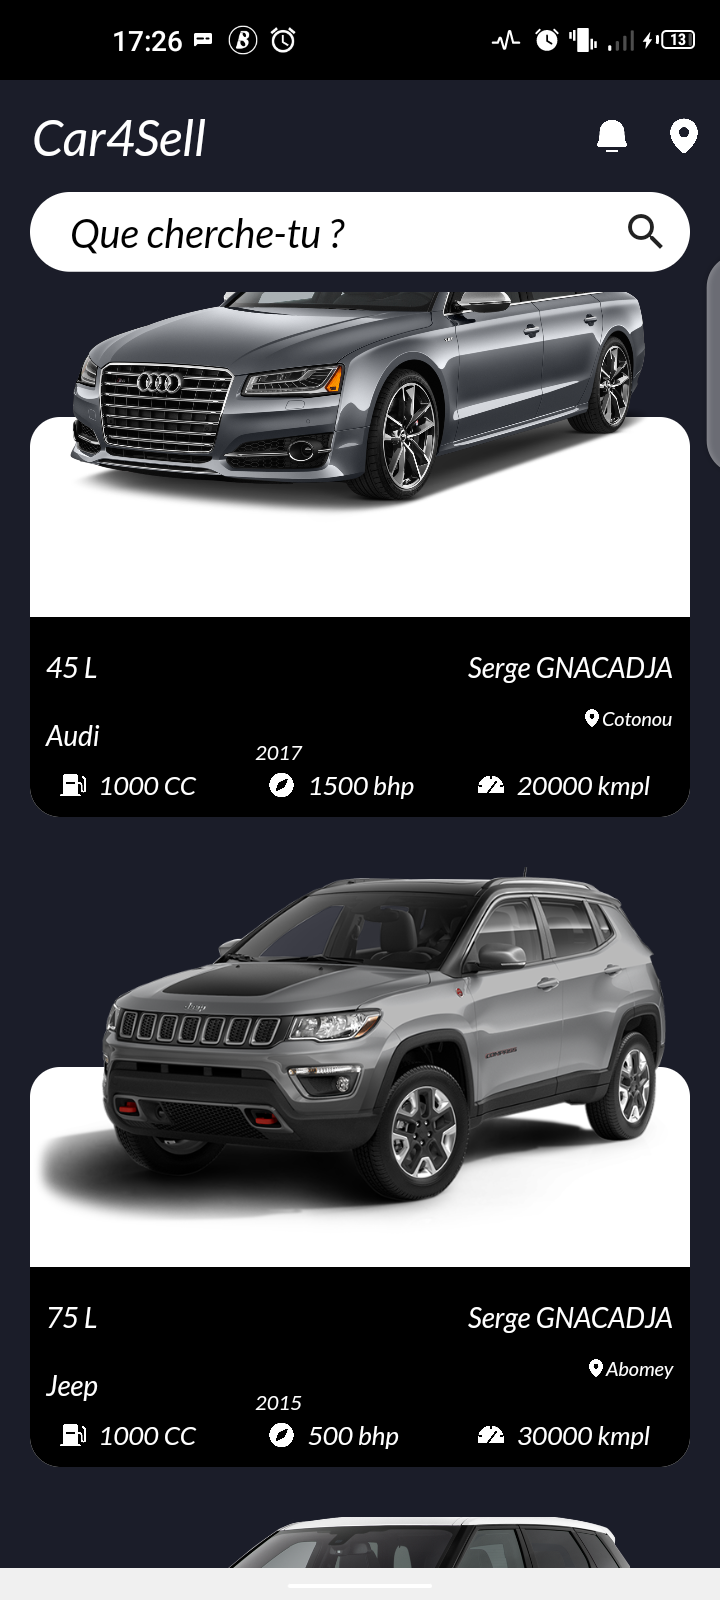 17:26
13
Car4Sell
Que cherche-tu ?
45 L
Serge GNACADJA
Cotonou
Audi
2017
1000 CC
1500 bhp
20000 kmpl
Jeep
75 L
Serge GNACADJA
Abomey
Jeep
2015
1000 CC
500 bhp
30000 kmpl